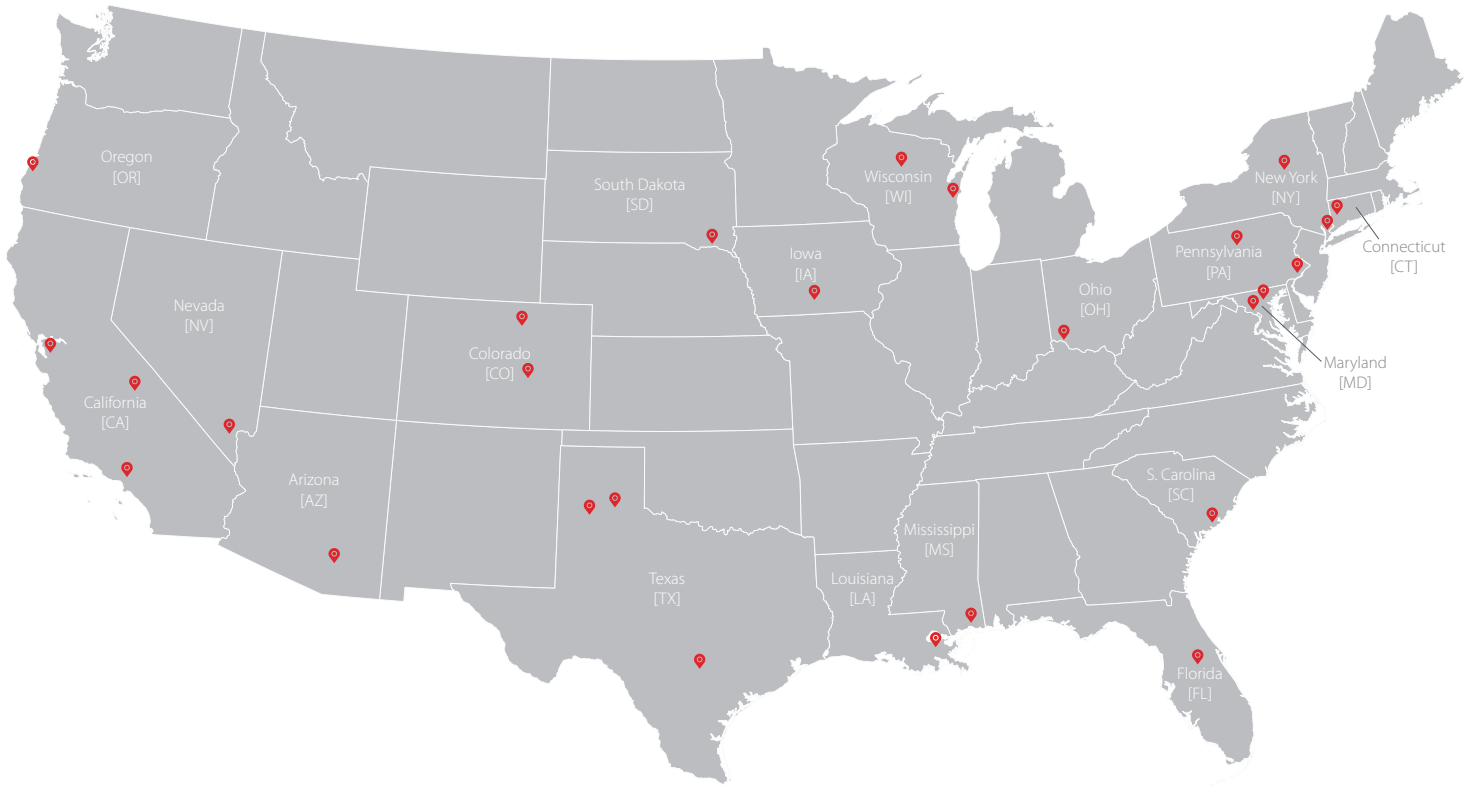 Oregon
[OR]
South Dakota
[SD]
Wisconsin
[WI]
New York
[NY]
Connecticut
[CT]
Pennsylvania
[PA]
Iowa
[IA]
Ohio
[OH]
Nevada
[NV]
Colorado
[CO]
Maryland
[MD]
California
[CA]
Arizona
[AZ]
S. Carolina
[SC]
Mississippi
[MS]
Texas
[TX]
Louisiana
[LA]
Florida
[FL]